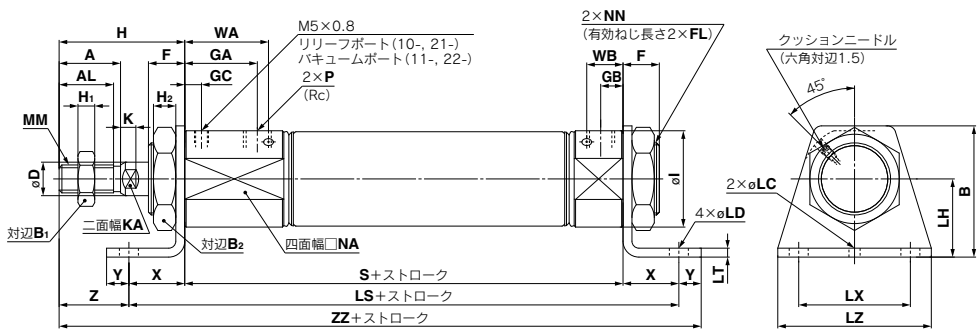 H
A
AL
H1
F
H2
K
MM
øD
対辺B1
二面幅KA
対辺B2
Y
X
Z
WA
GA
GC
M5×0.8
リリーフポート(10-, 21-)
バキュームポート(11-, 22-)
2×P
(Rc)
四面幅□NA
S+ストローク
LS+ストローク
ZZ+ストローク
2×NN
(有効ねじ長さ2×FL)
WB
GB
F
øI
4×øLD
X
Y
LT
クッションニードル
(六角対辺1.5)
45°
2×øLC
B
LH
LX
LZ